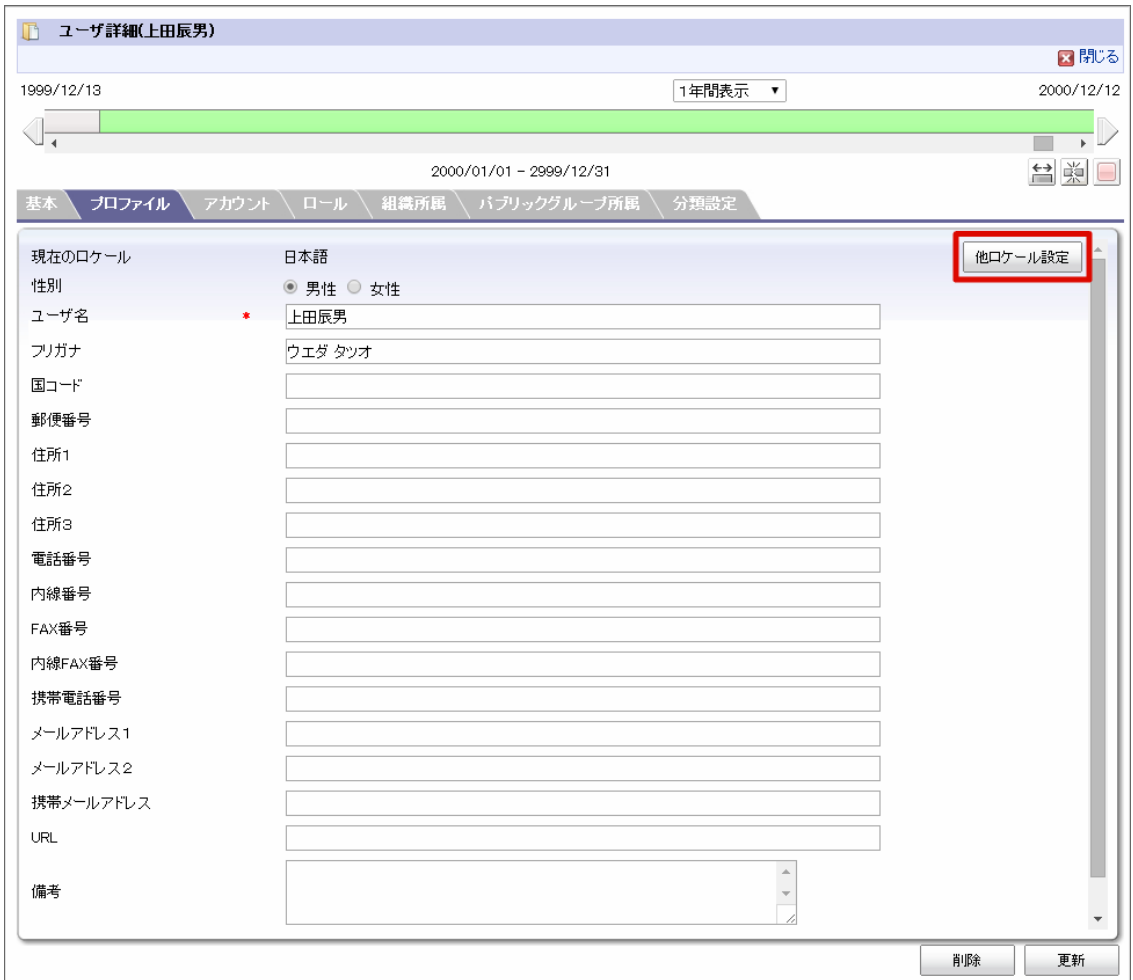 ユーザ詳細(上田辰男)
閉じる
1999/12/13 1年間表示 2000/12/12
2000/01/01 - 2999/12/31
基本 プロファイル アカウント ロール 組織所属 パブリックグループ所属 分類設定
現在のロケール 日本語 他ロケール設定
性別 男性 女性
ユーザ名 * 上田辰男
フリガナ ウエダ タツオ
国コード
郵便番号
住所1
住所2
住所3
電話番号
内線番号
FAX番号
内線FAX番号
携帯電話番号
メールアドレス1
メールアドレス2
携帯メールアドレス
URL
備考
削除 更新